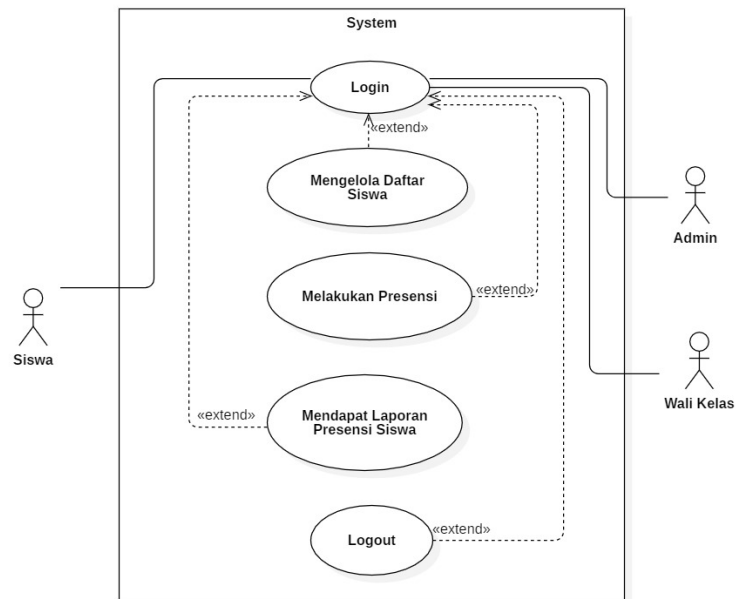 System
Login
«extend»
Mengelola Daftar
Siswa
Admin
Melakukan Presensi
«extend»
Siswa
Wali Kelas
«extend»
Mendapat Laporan
Presensi Siswa
Logout
«extend»